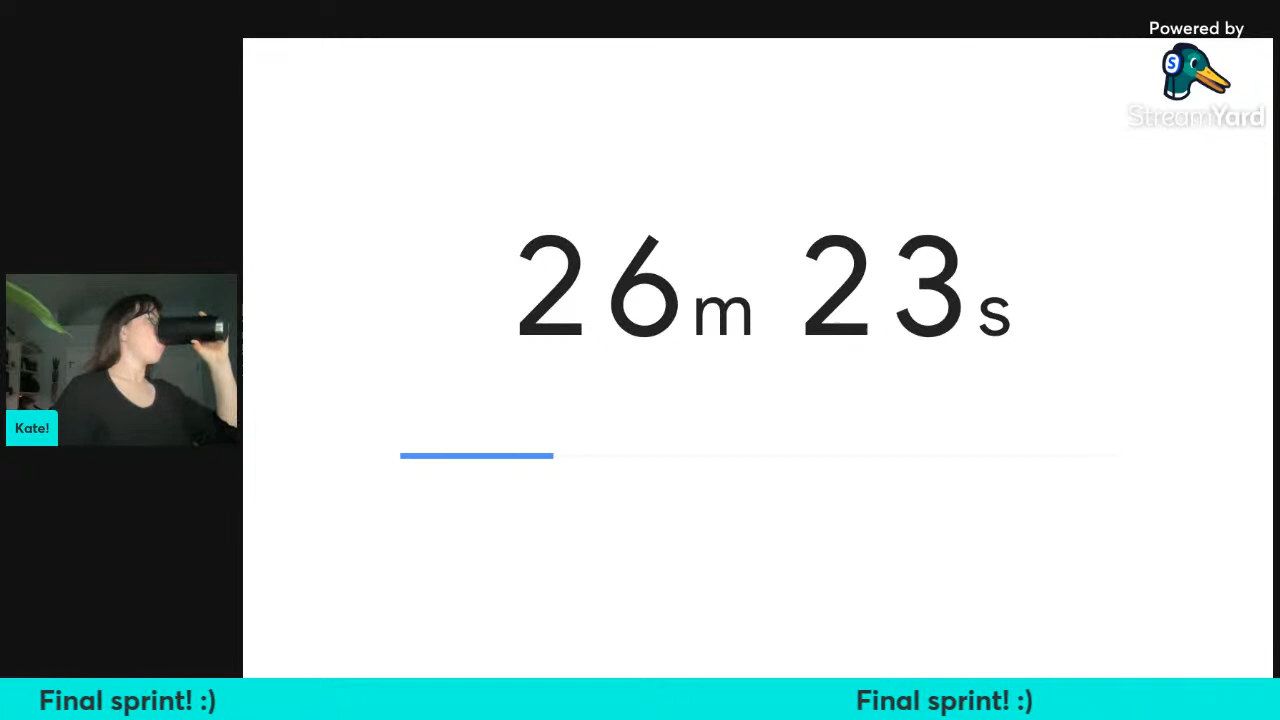 Powered by
S
StreamYard
26m 23s
Kate!
Final sprint! :) Final sprint! :)